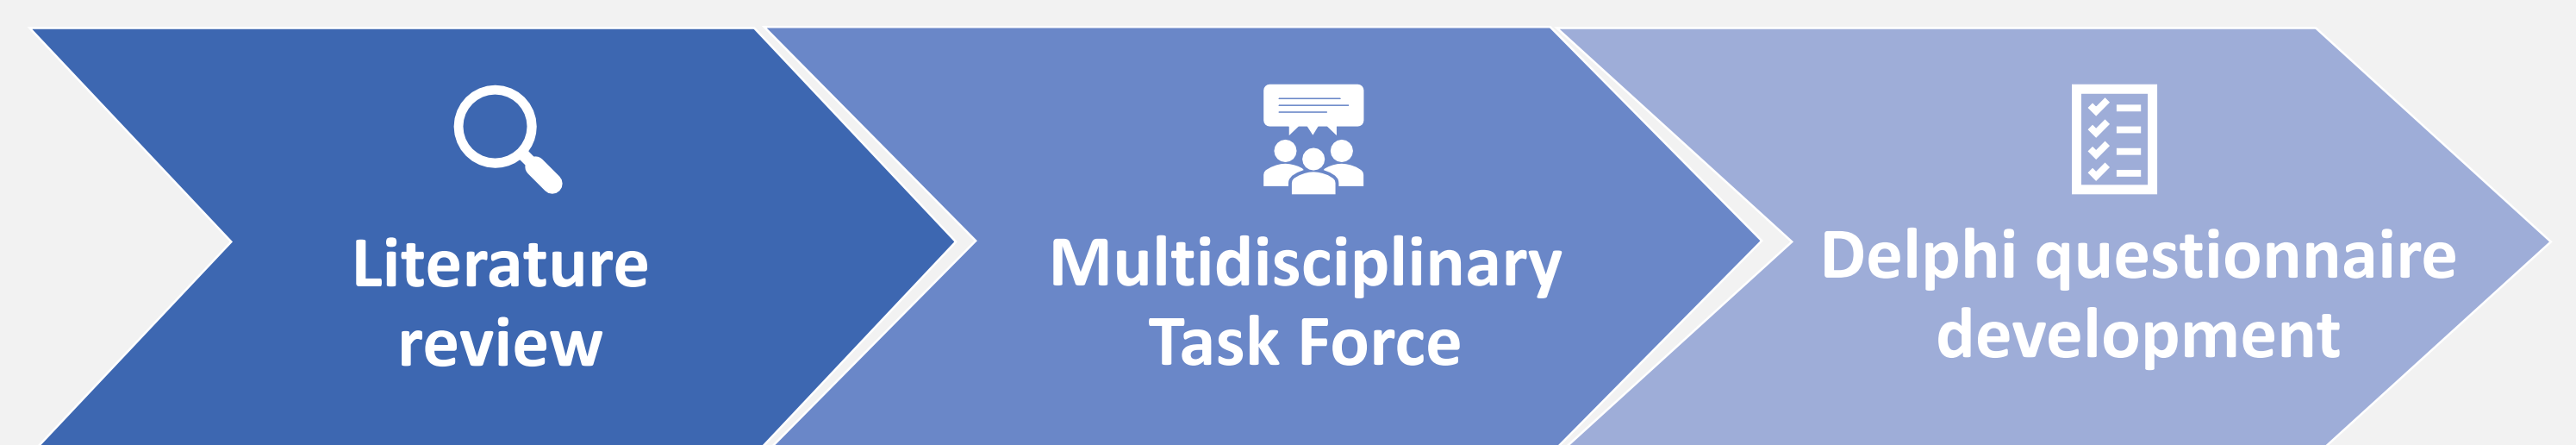 Literature
review
Multidisciplinary
Task Force
Delphi questionnaire
development